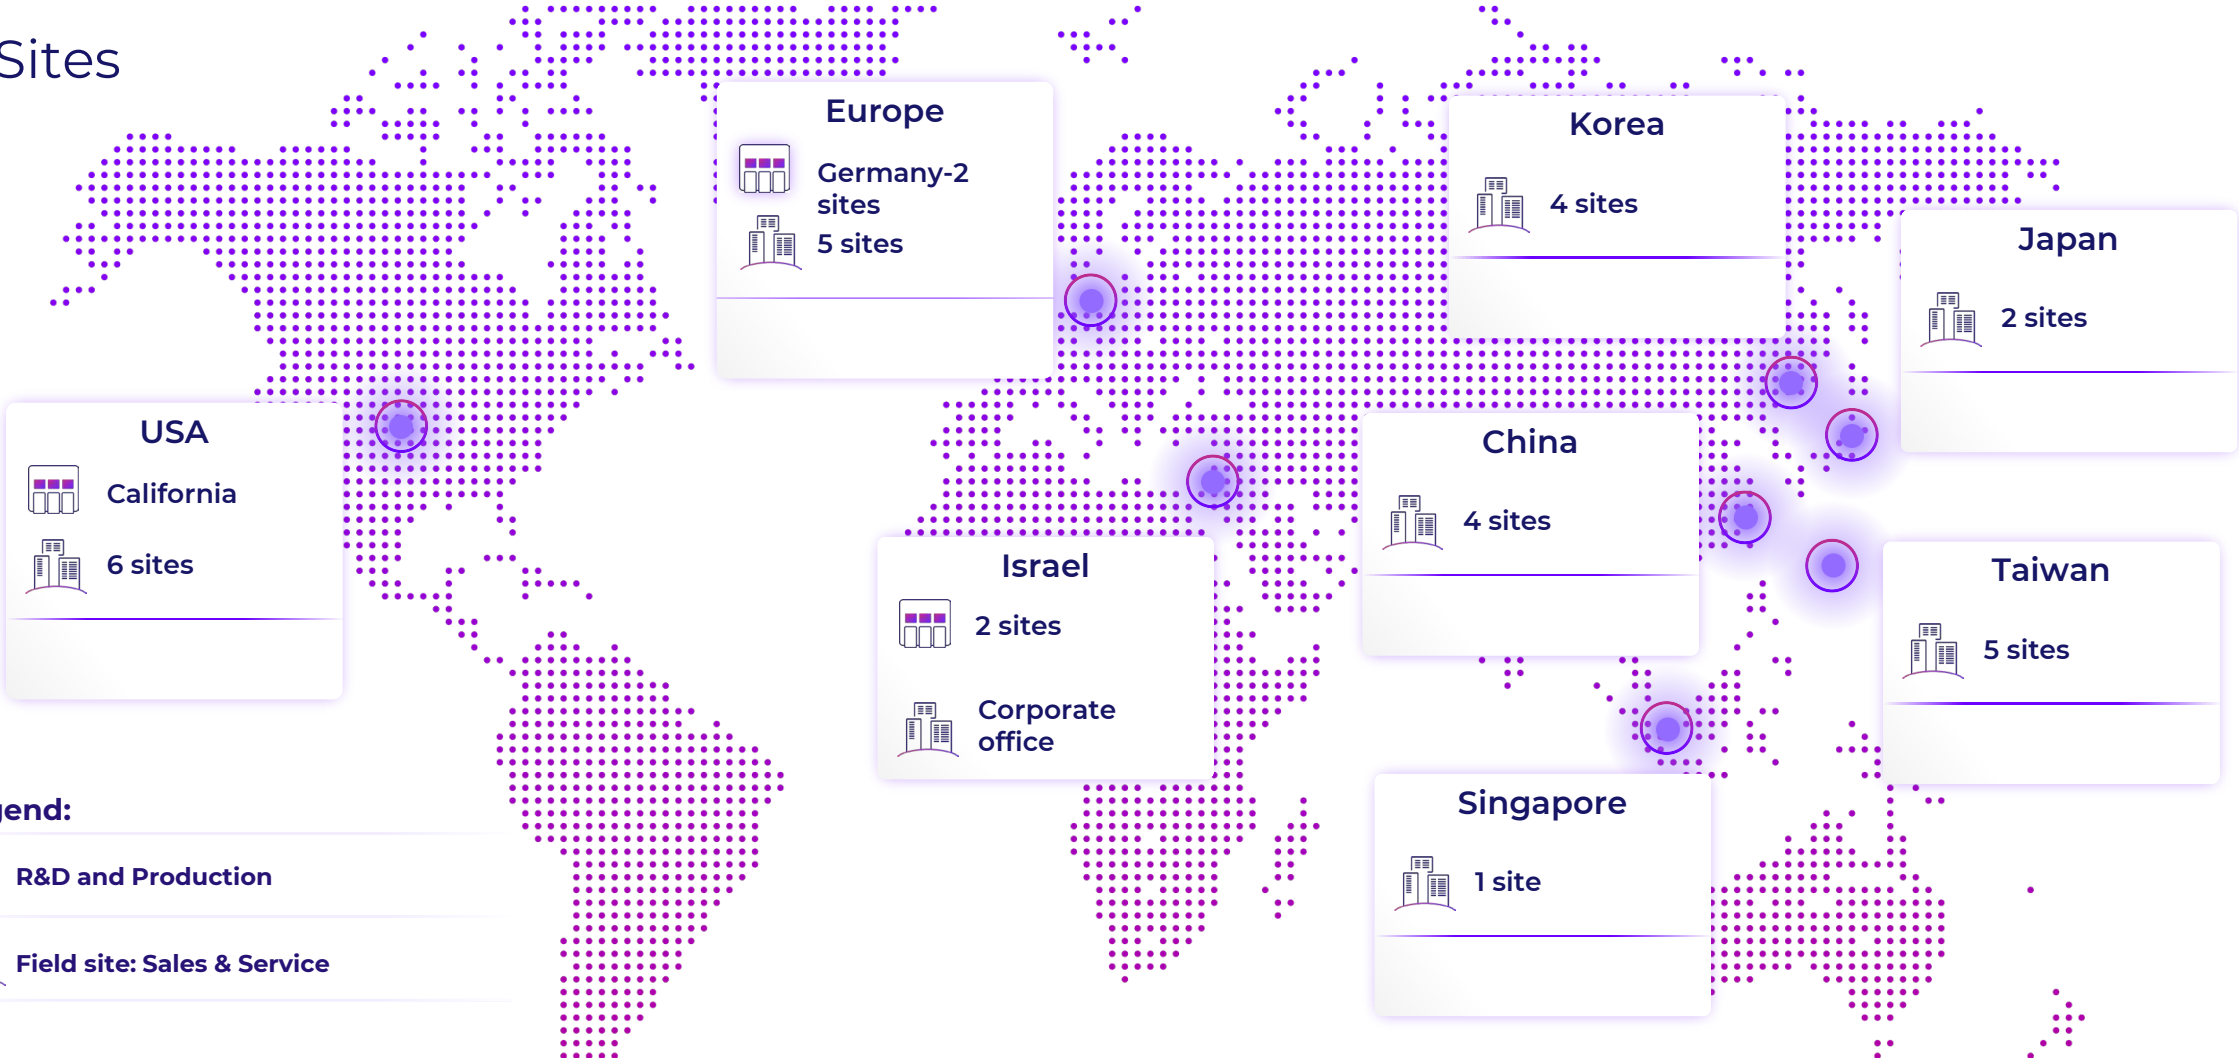 Sites
Europe
Germany-2
sites
5 sites
Korea
4 sites
Japan
2 sites
USA
California
6 sites
China
4 sites
Israel
2 sites
Corporate
office
Taiwan
5 sites
Singapore
1 site
gend:
R&D and Production
Field site: Sales & Service